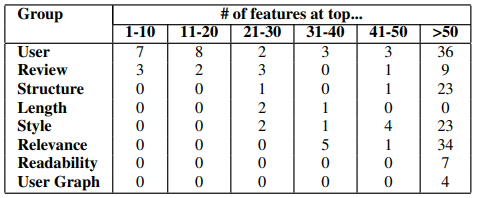 Group # of features at top...
1-10 11-20 21-30 31-40 41-50 >50
User 7 8 2 3 3 36
Review 3 2 3 0 1 9
Structure 0 0 1 0 1 23
Length 0 0 2 1 0 0
Style 0 0 2 1 4 23
Relevance 0 0 0 5 1 34
Readability 0 0 0 0 0 7
User Graph 0 0 0 0 0 4